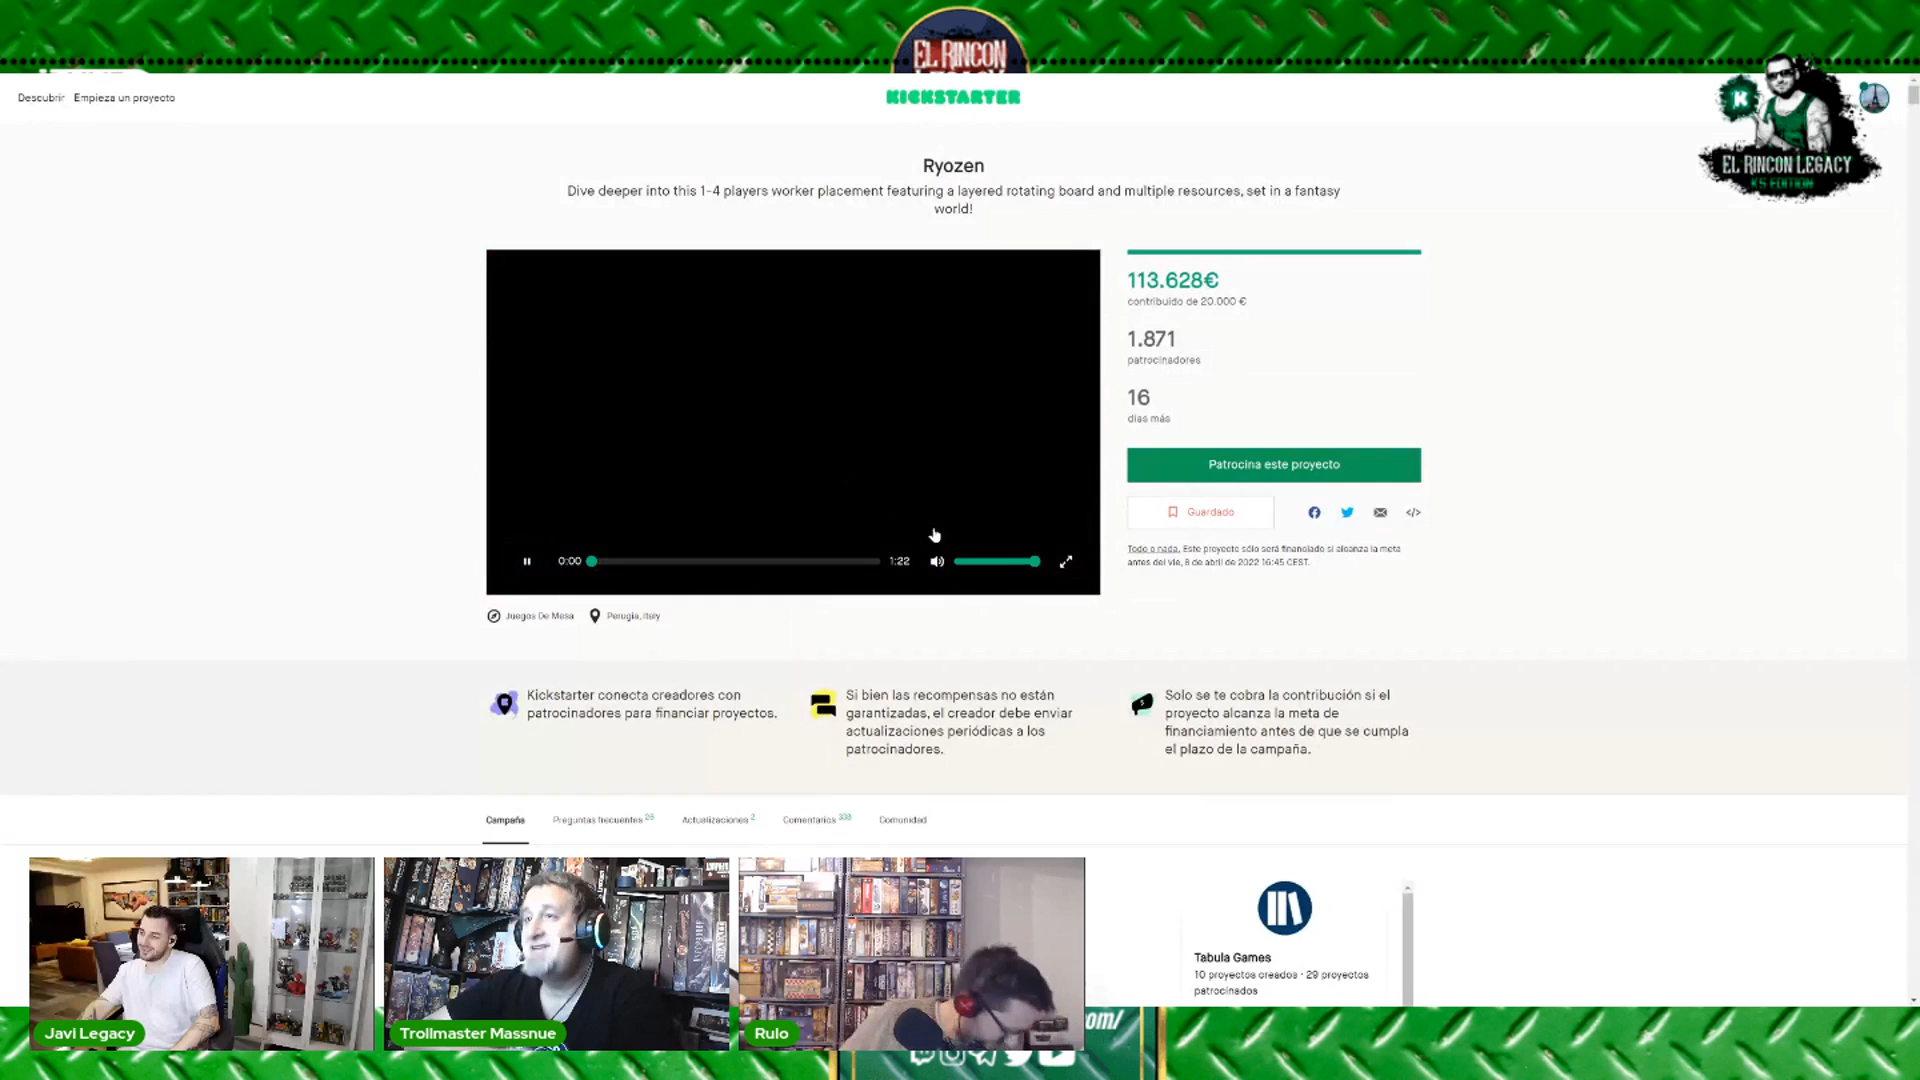 EL RINCON
LEGACY
Descubrir Empieza un proyecto
KICKSTARTER
K
EL RINCON LEGACY
KS EDITION
Ryozen
Dive deeper into this 1-4 players worker placement featuring a layered rotating board and multiple resources, set in a fantasy
world!
113.628€
contribuido de 20.000 €
1.871
patrocinadores
16
días más
Patrocina este proyecto
Guardado
</>
Todo o nada. Este proyecto sólo será financiado si alcanza la meta
antes del vie, 8 de abril de 2022 16:45 CEST.
0:00
1:22
Juegos De Mesa
Perugia, Italy
Kickstarter conecta creadores con
patrocinadores para financiar proyectos.
Si bien las recompensas no están
garantizadas, el creador debe enviar
actualizaciones periódicas a los
patrocinadores.
Solo se te cobra la contribución si el
proyecto alcanza la meta de
financiamiento antes de que se cumpla
el plazo de la campaña.
Campaña
Preguntas frecuentes 26
Actualizaciones 2
Comentarios 338
Comunidad
Tabula Games
10 proyectos creados · 29 proyectos
patrocinados
Javi Legacy
Trollmaster Massnue
Rulo
om/